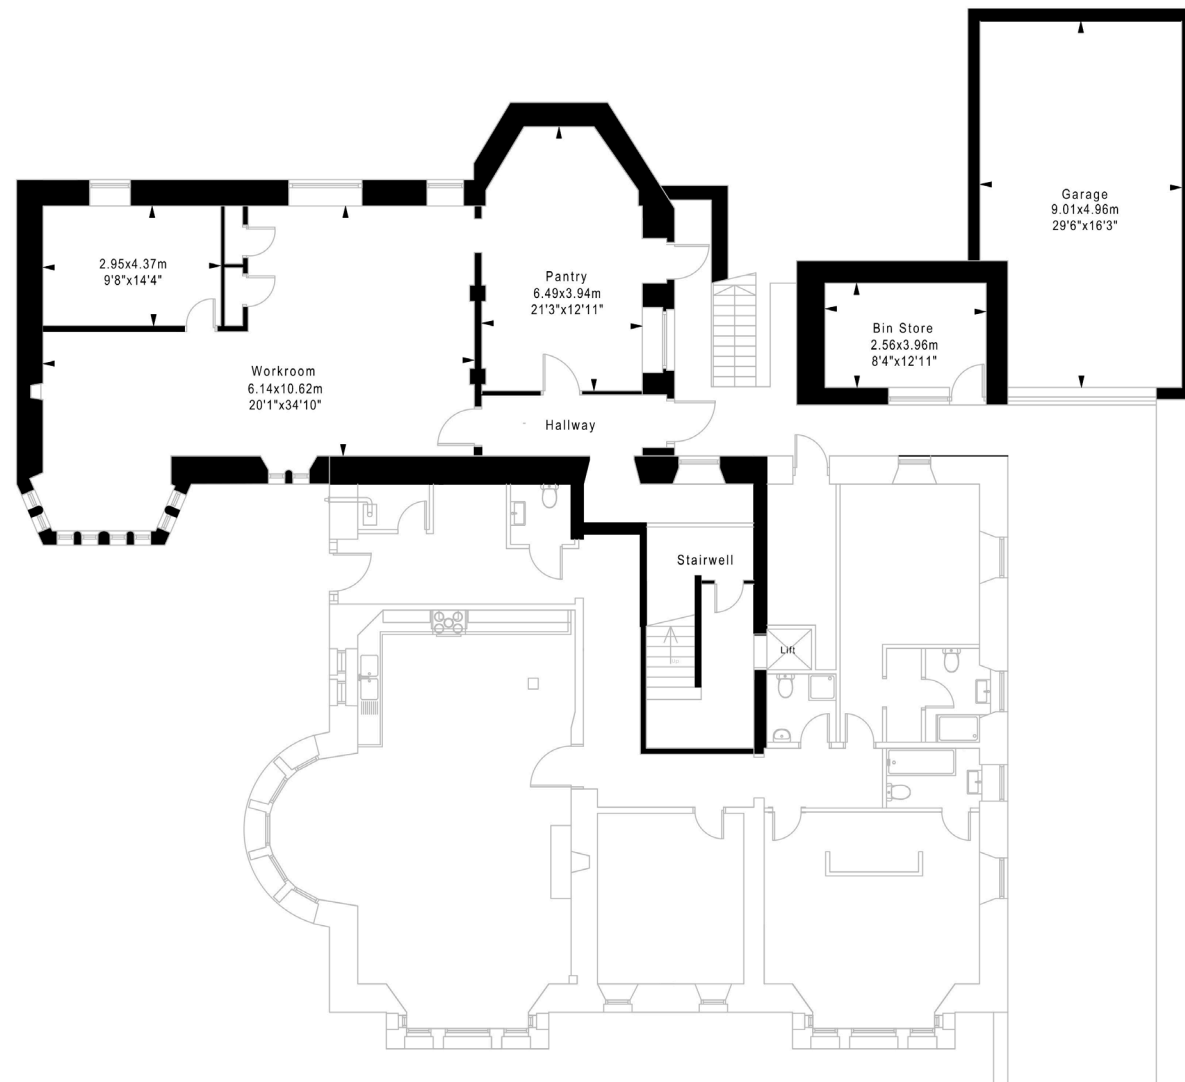 Garage
9.01x4.96m
29'6"x16'3"
2.95x4.37m
9'8"x14'4"
Pantry
6.49x3.94m
21'3"x12'11"
Bin Store
2.56x3.96m
8'4"x12'11"
Workroom
6.14x10.62m
20'1"x34'10"
Hallway
Stairwell
Lift